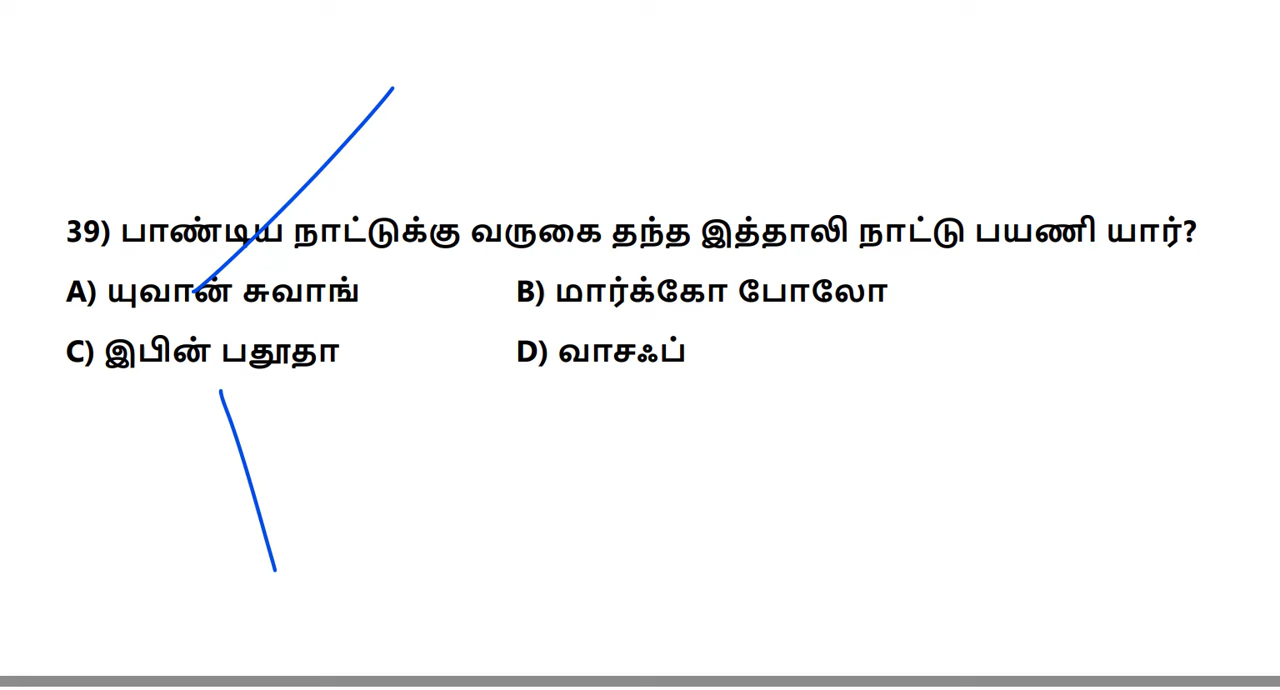 39) பாண்டிய நாட்டுக்கு வருகை தந்த இத்தாலி நாட்டு பயணி யார்?
A) யுவான் சுவாங் B) மார்க்கோ போலோ
C) இபின் பதூதா D) வாசஃப்